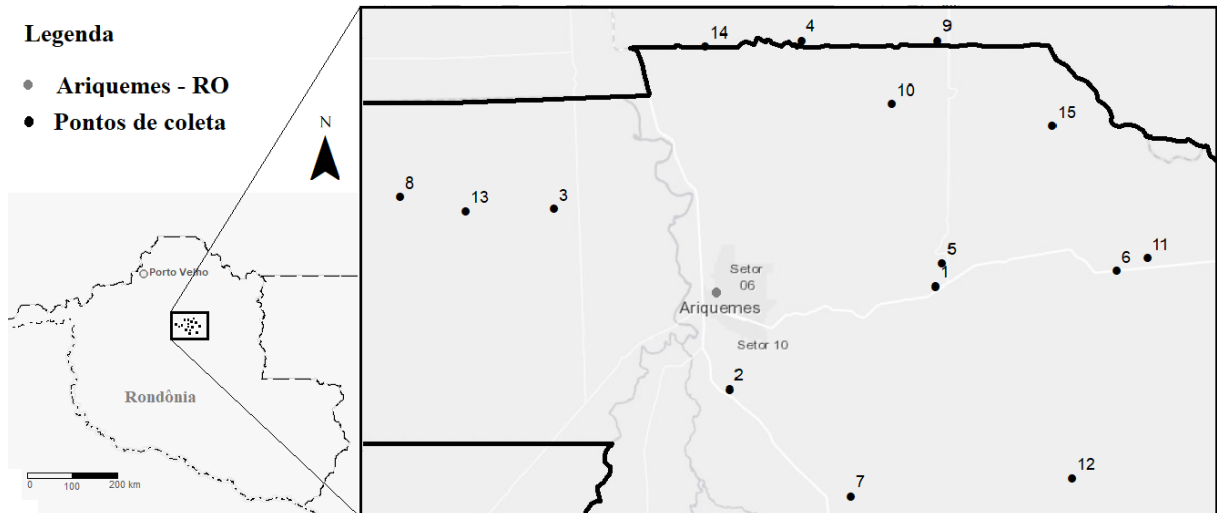 Legenda
Ariquemes - RO
Pontos de coleta
N
Porto Velho
Rondônia
0 100 200 km
14
4
9
10
15
8
13
3
5
1
6
11
Setor
06
Ariquemes
Setor 10
2
7
12